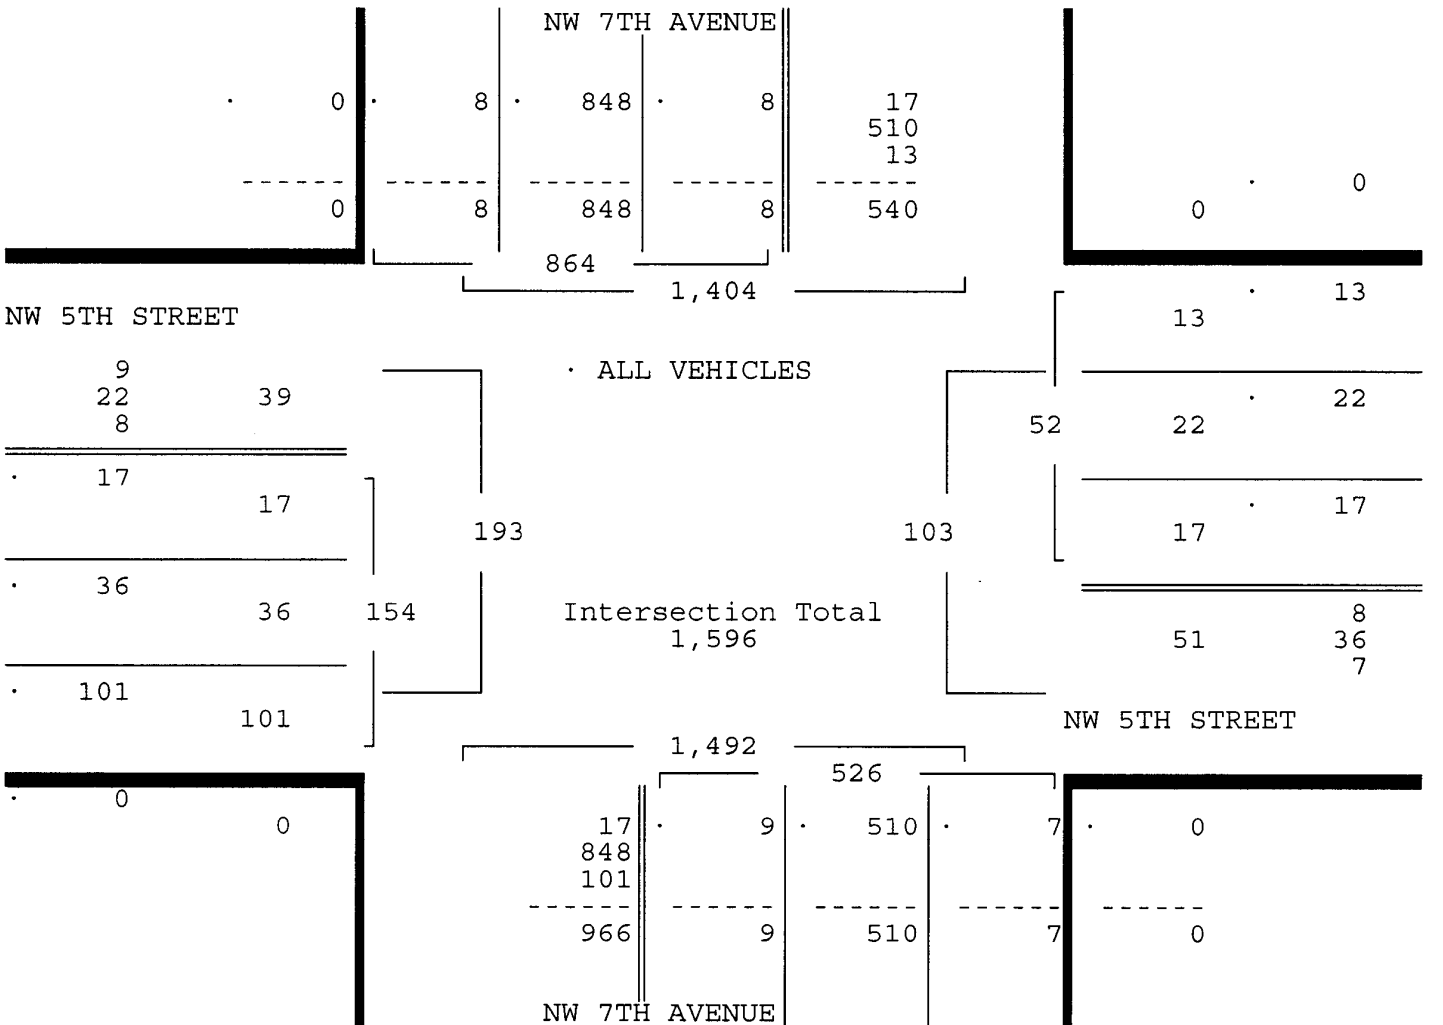 NW 7TH AVENUE
· 0 · 8 · 848 · 8 17
510
13
· 0
0 8 848 8 540 0
864
1,404
· 13
NW 5TH STREET 13
9 · ALL VEHICLES
22 39 · 22
8 52 22
· 17
17 · 17
193 103 17
· 36
36 154 Intersection Total 8
1,596 51 36
7
· 101
101 NW 5TH STREET
1,492
526
· 0
0 17 · 9 · 510 · 7 · 0
848
101
966 9 510 7 0
NW 7TH AVENUE